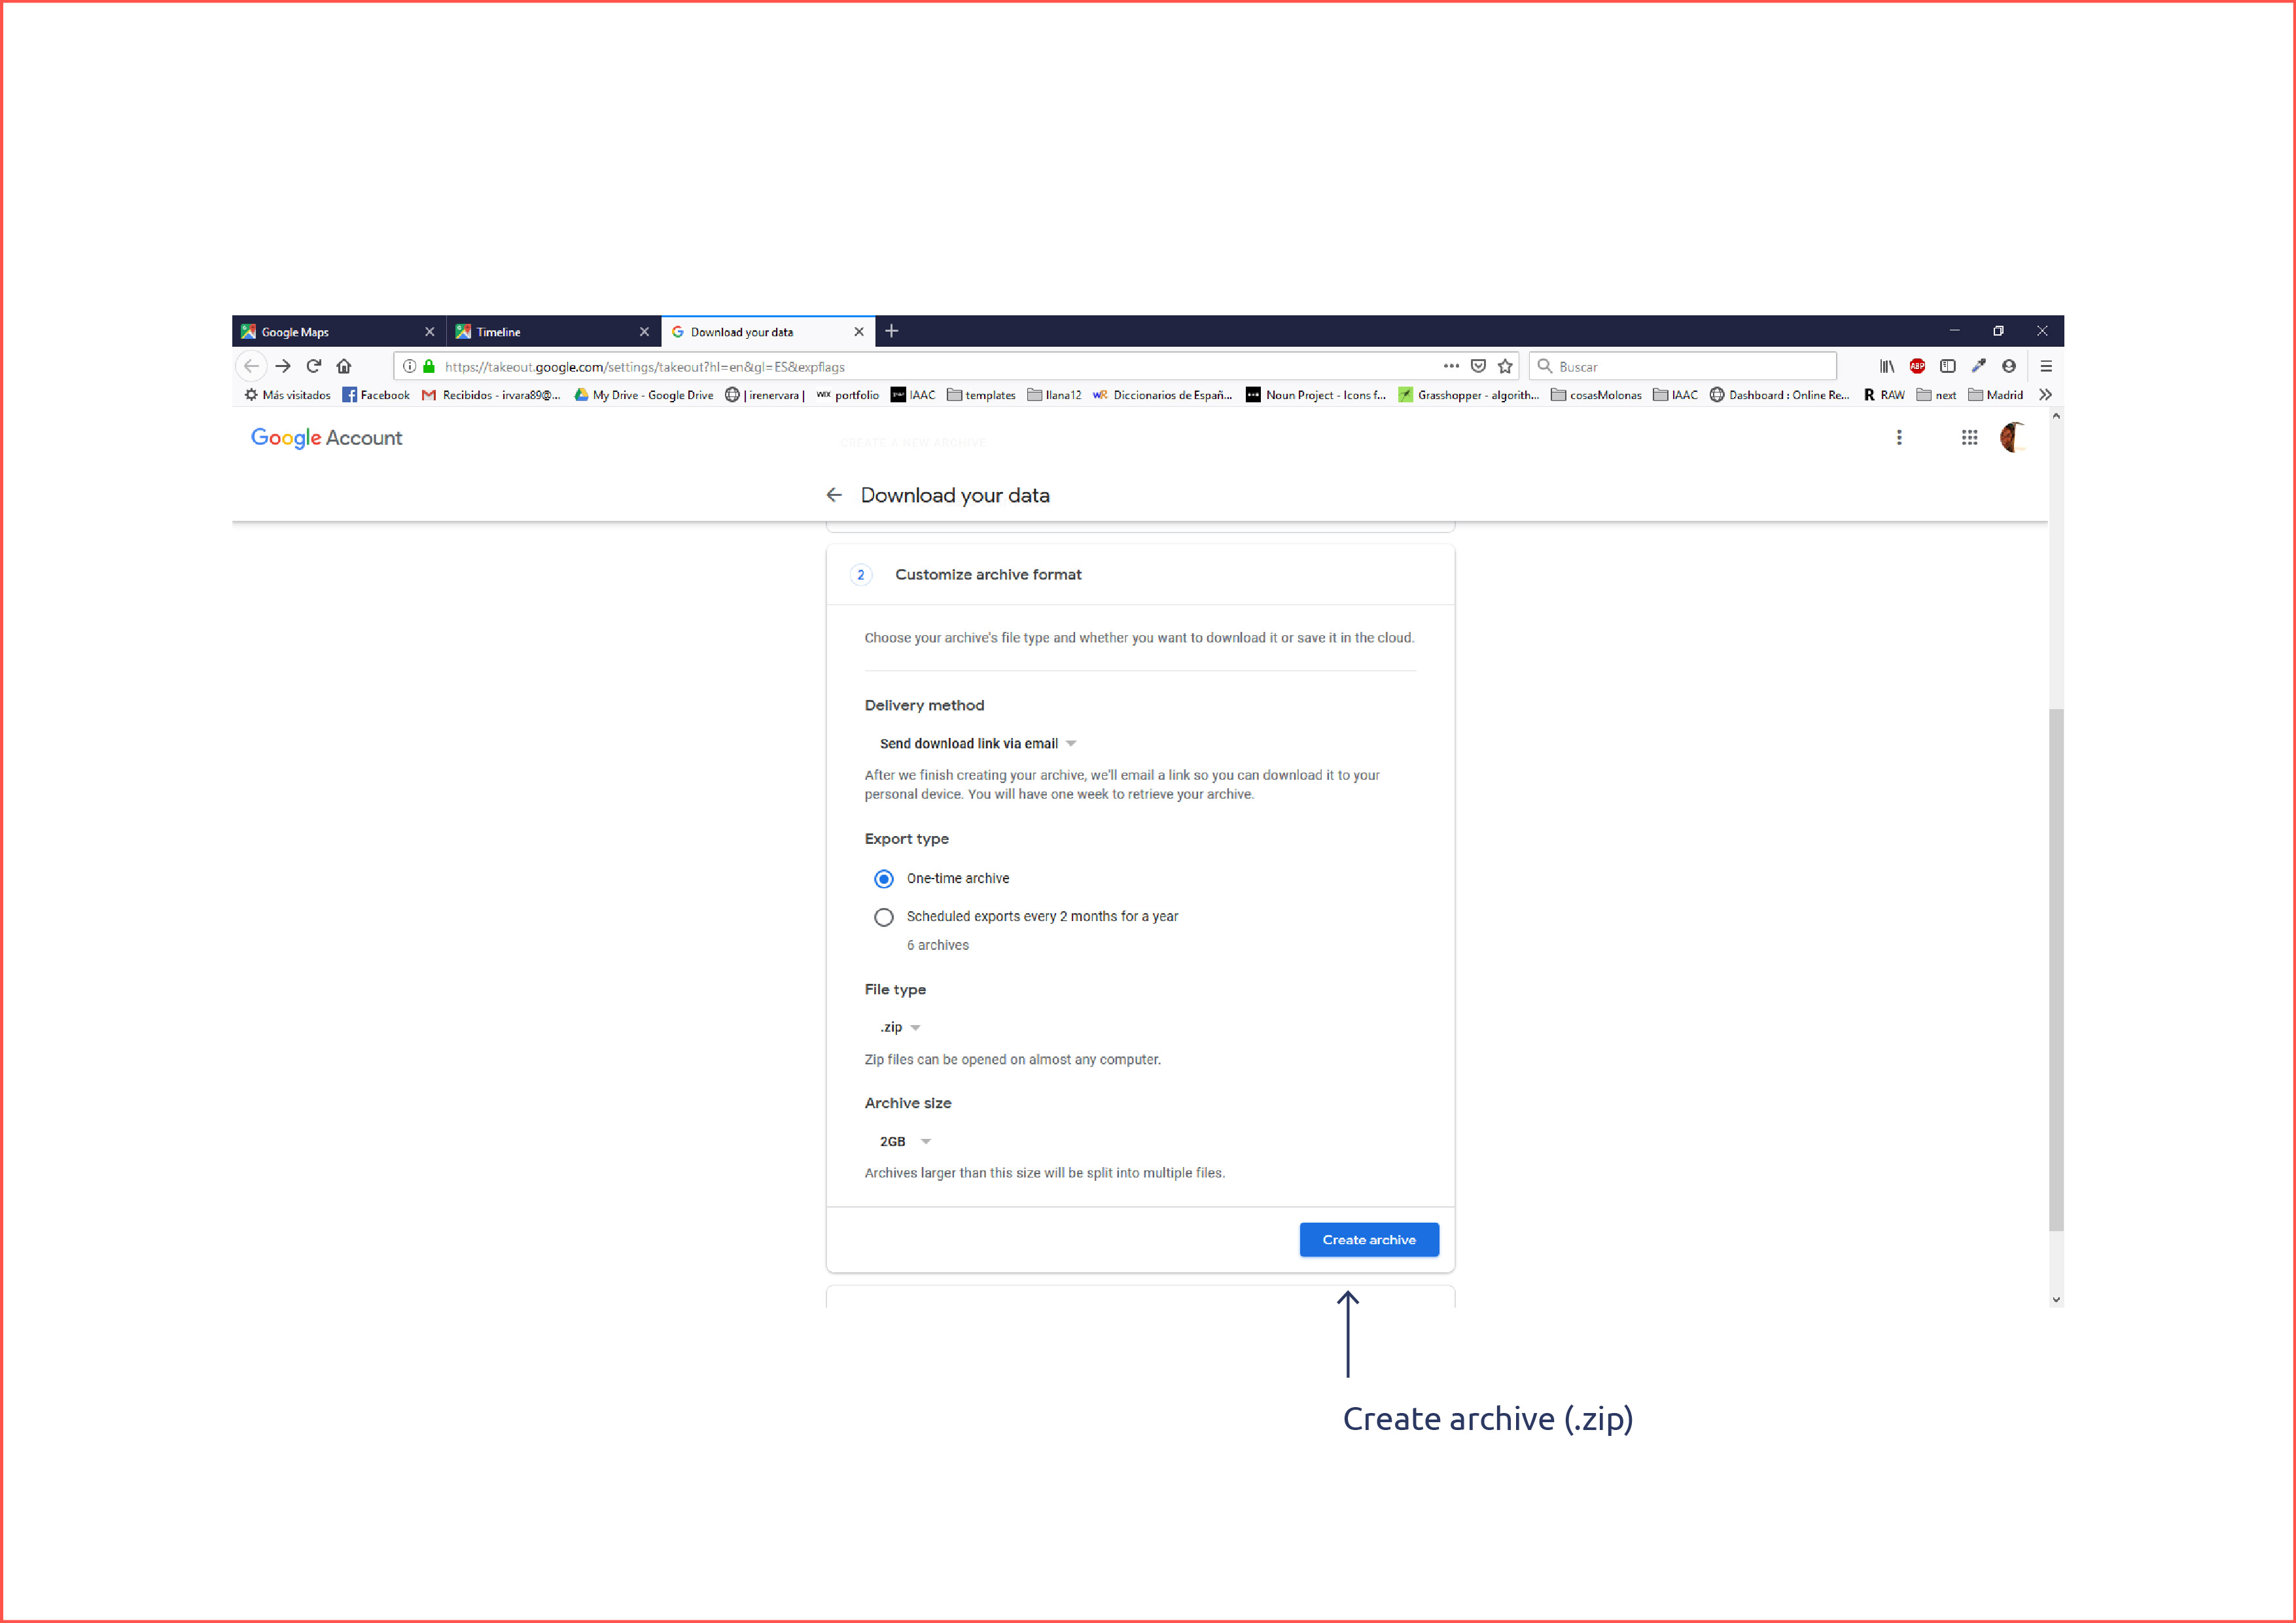 Google Maps
Timeline
Download your data
https://takeout.google.com/settings/takeout?hl=en&gl=ES&expflags
Buscar
Más visitados Facebook Recibidos - irvara89@... My Drive - Google Drive | irenervara | WIX portfolio IAAC templates llana12 WR Diccionarios de Españ... Noun Project - Icons f... Grasshopper - algorith... cosasMolonas IAAC Dashboard : Online Re... R RAW next Madrid
Google Account
CREATE A NEW ARCHIVE
Download your data
2 Customize archive format
Choose your archive's file type and whether you want to download it or save it in the cloud.
Delivery method
Send download link via email
After we finish creating your archive, we'll email a link so you can download it to your
personal device. You will have one week to retrieve your archive.
Export type
One-time archive
Scheduled exports every 2 months for a year
6 archives
File type
.zip
Zip files can be opened on almost any computer.
Archive size
2GB
Archives larger than this size will be split into multiple files.
Create archive
Create archive (.zip)